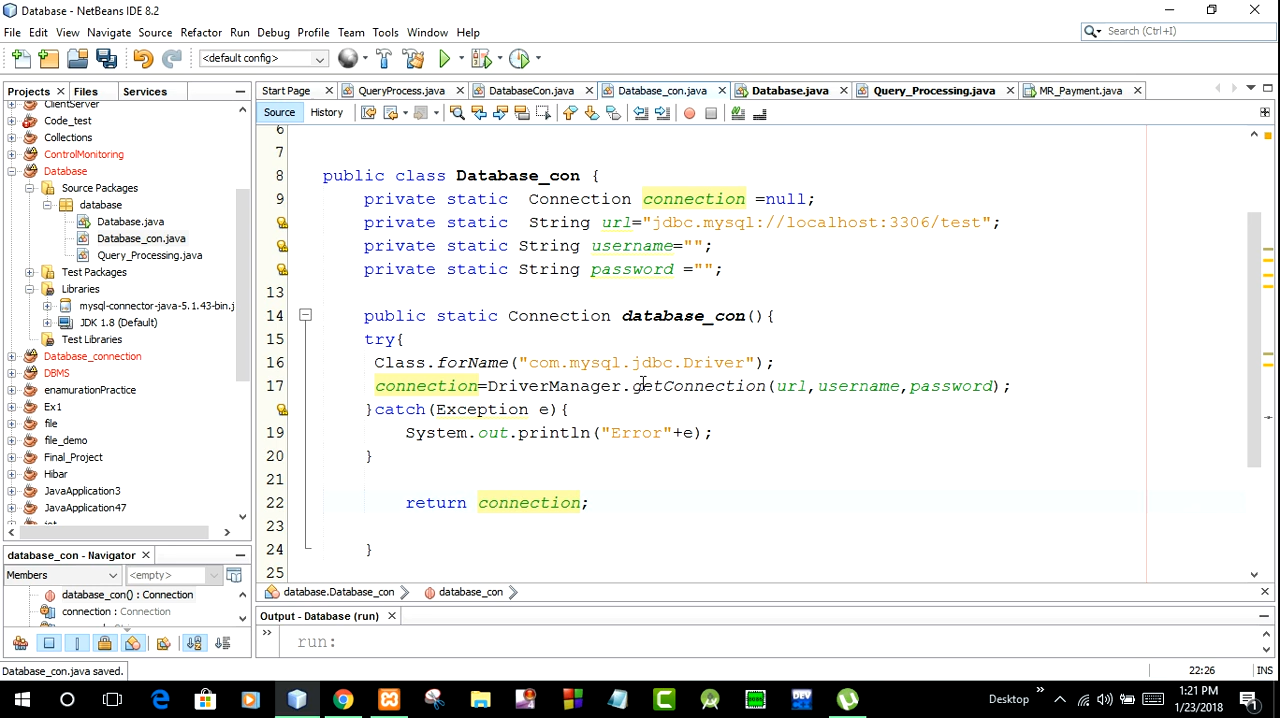 Database - NetBeans IDE 8.2
File Edit View Navigate Source Refactor Run Debug Profile Team Tools Window Help
Search (Ctrl+I)
<default config>
Projects Files Services
Start Page QueryProcess.java DatabaseCon.java Database_con.java Database.java Query_Processing.java MR_Payment.java
Source History
ClientServer
Code_test
Collections
ControlMonitoring
Database
Source Packages
database
Database.java
Database_con.java
Query_Processing.java
Test Packages
Libraries
mysql-connector-java-5.1.43-bin.j
JDK 1.8 (Default)
Test Libraries
Database_connection
DBMS
enamurationPractice
Ex1
file
file_demo
Final_Project
Hibar
JavaApplication3
JavaApplication47
6
7
8 public class Database_con {
9 private static Connection connection =null;
private static String url="jdbc.mysql://localhost:3306/test";
private static String username="";
private static String password ="";
13
14 public static Connection database_con(){
15 try{
16 Class.forName("com.mysql.jdbc.Driver");
17 connection=DriverManager.getConnection(url,username,password);
}catch(Exception e){
19 System.out.println("Error"+e);
20 }
21
22 return connection;
23
24 }
25
database_con - Navigator
Members <empty>
database_con() : Connection
connection : Connection
database.Database_con database_con
Output - Database (run)
run:
Database_con.java saved.
22:26 INS
Desktop
1:21 PM
1/23/2018